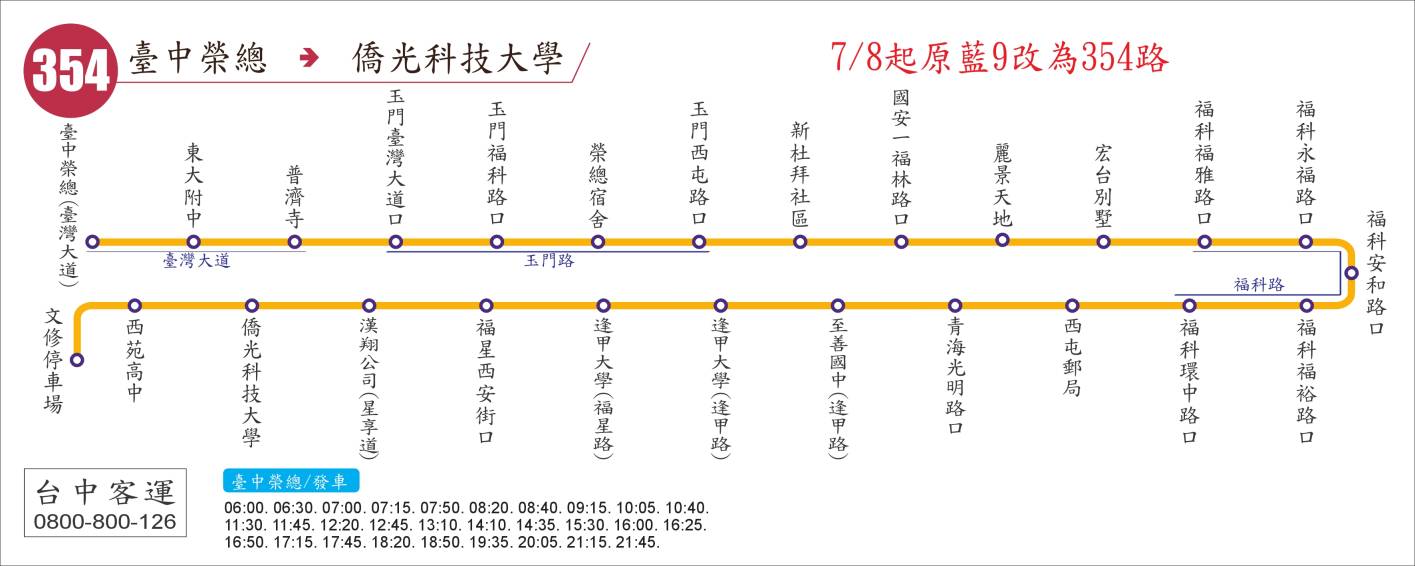 354
臺中榮總 → 僑光科技大學
7/8起原藍9改為354路
臺中榮總(臺灣大道)
東大附中
普濟寺
玉門臺灣大道口
玉門福科路口
榮總宿舍
玉門西屯路口
新杜拜社區
國安一福林路口
麗景天地
宏台別墅
福科福雅路口
福科永福路口
福科安和路口
臺灣大道
玉門路
福科路
文修停車場
西苑高中
僑光科技大學
漢翔公司(星享道)
福星西安街口
逢甲大學(福星路)
逢甲大學(逢甲路)
至善國中(逢甲路)
青海光明路口
西屯郵局
福科環中路口
福科福裕路口
台中客運
0800-800-126
臺中榮總/發車
06:00. 06:30. 07:00. 07:15. 07:50. 08:20. 08:40. 09:15. 10:05. 10:40.
11:30. 11:45. 12:20. 12:45. 13:10. 14:10. 14:35. 15:30. 16:00. 16:25.
16:50. 17:15. 17:45. 18:20. 18:50. 19:35. 20:05. 21:15. 21:45.